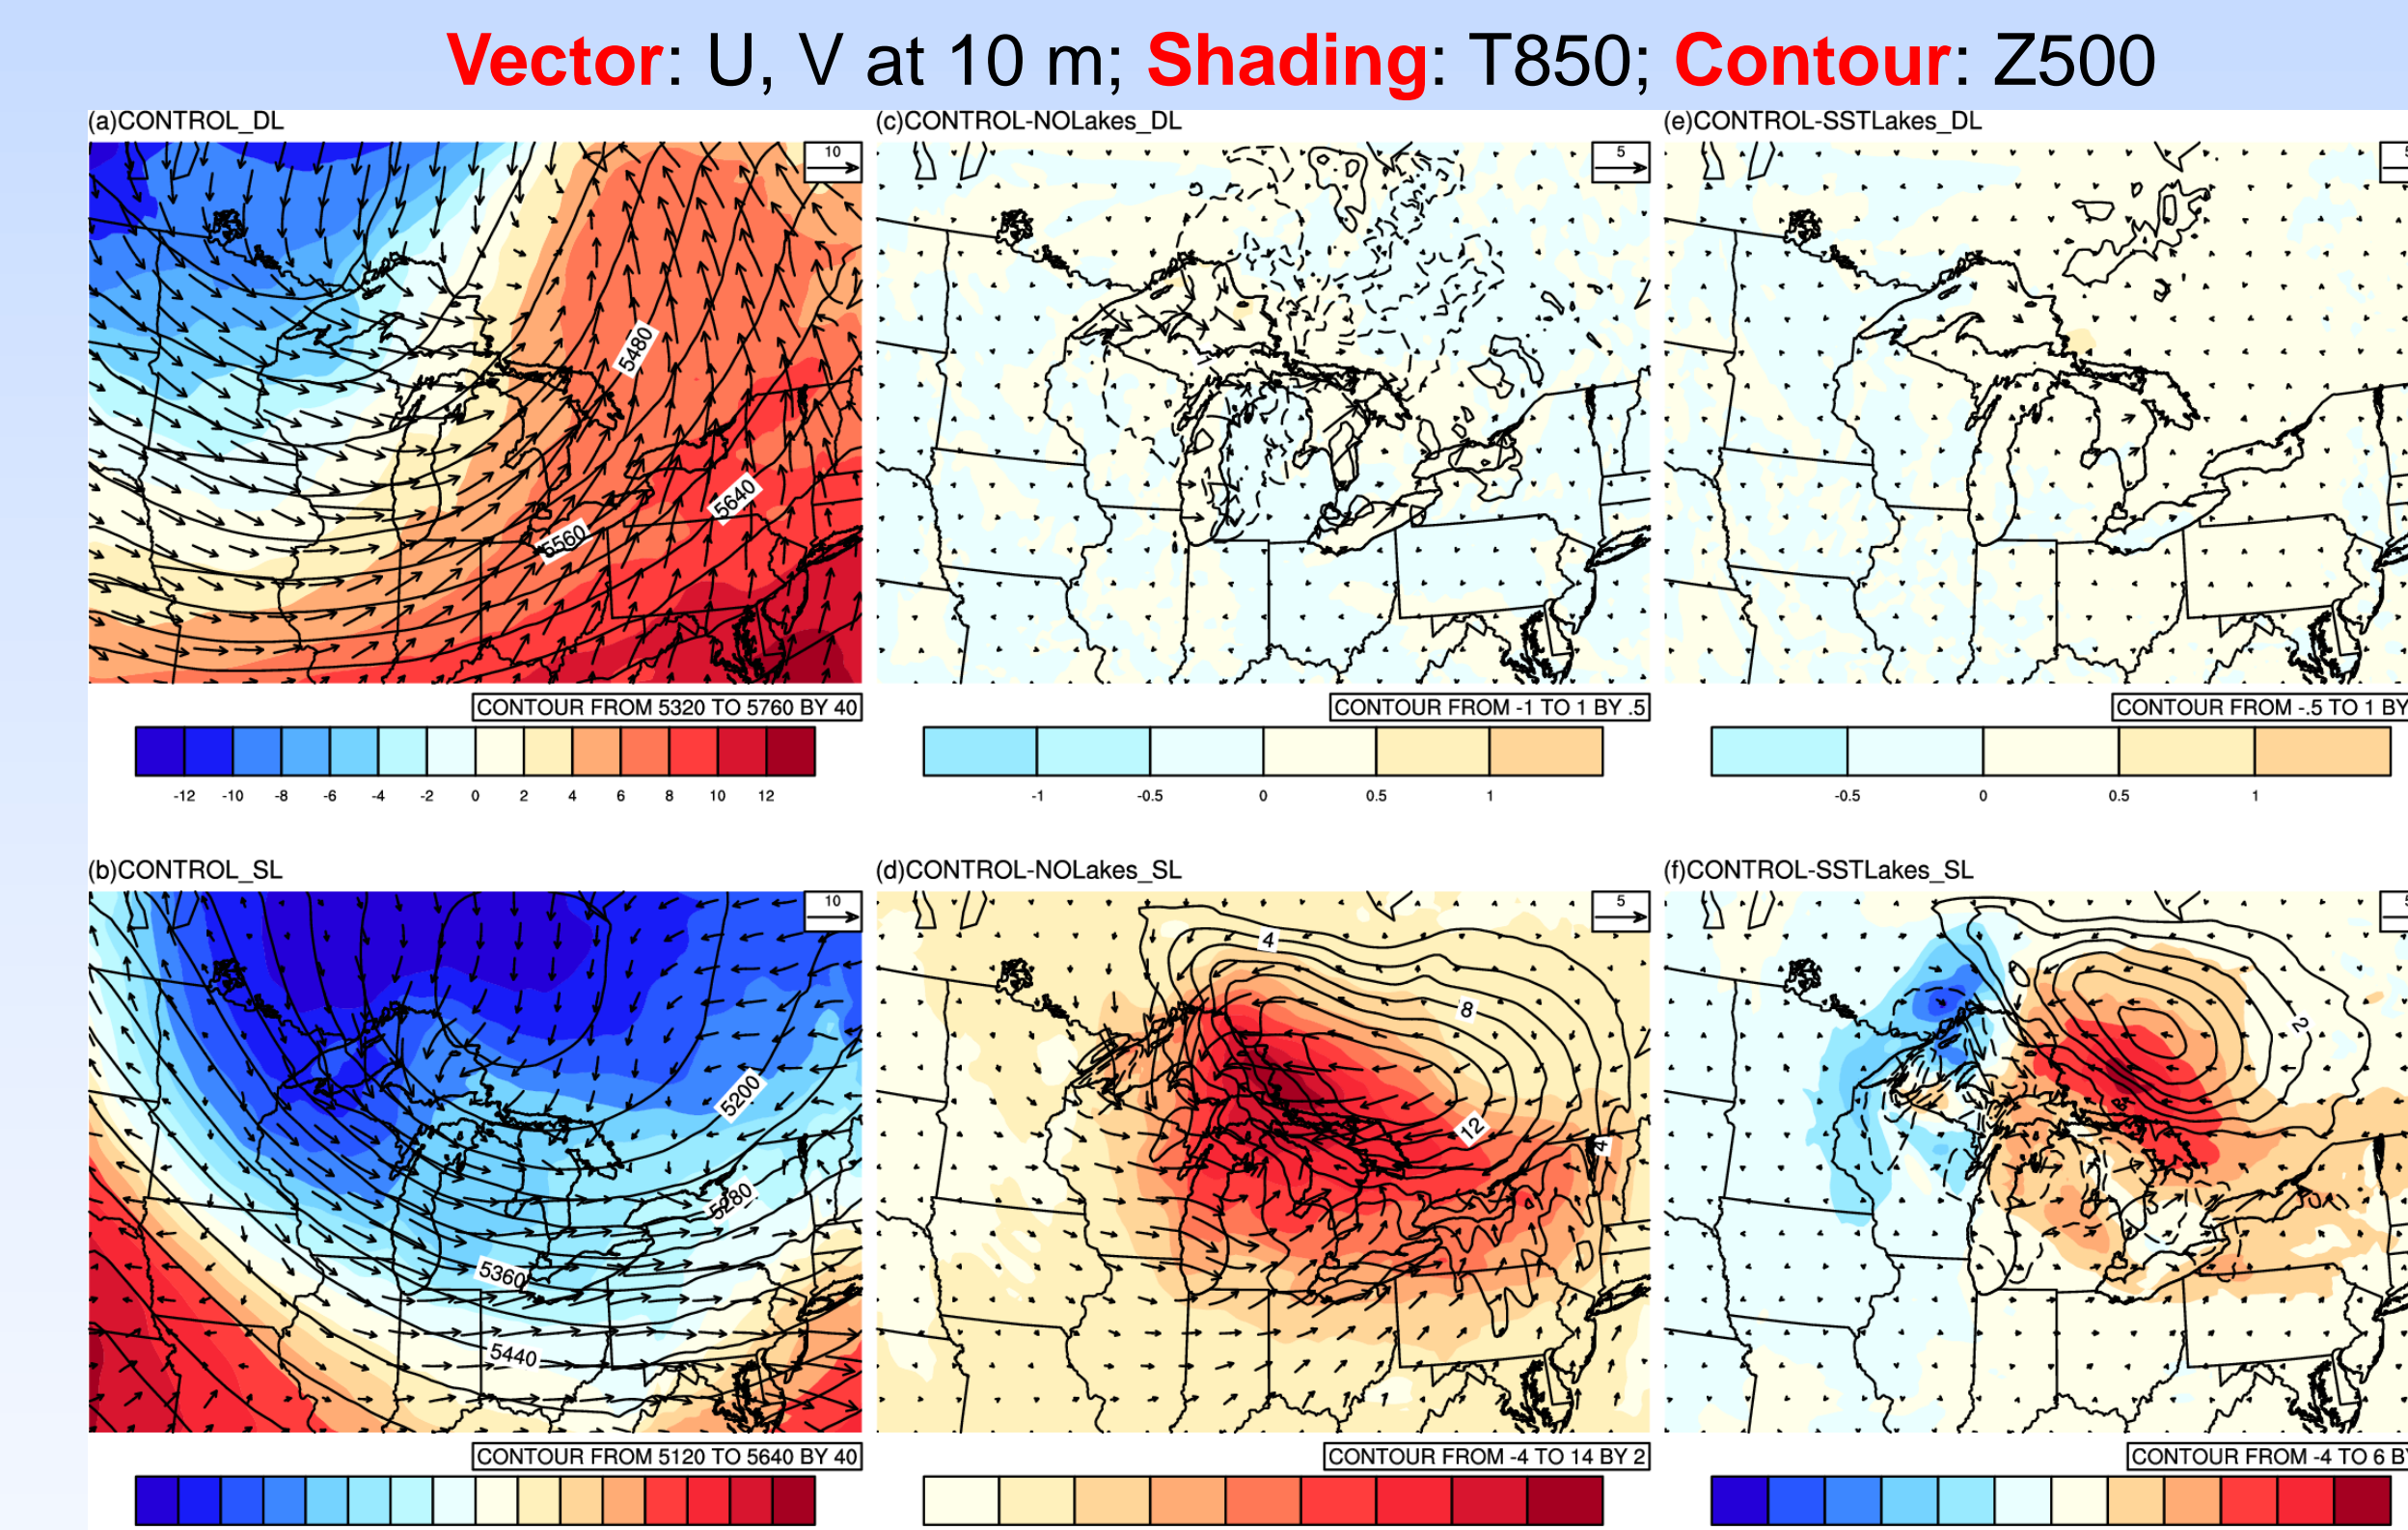 Vector: U, V at 10 m; Shading: T850; Contour: Z500
(a)CONTROL_DL
10
5480
5640
5560
CONTOUR FROM 5320 TO 5760 BY 40
-12 -10 -8 -6 -4 -2 0 2 4 6 8 10 12
(c)CONTROL-NOLakes_DL
5
CONTOUR FROM -1 TO 1 BY .5
-1 -0.5 0 0.5 1
(e)CONTROL-SSTLakes_DL
5
CONTOUR FROM -.5 TO 1 BY
-0.5 0 0.5 1
(b)CONTROL_SL
10
5200
5280
5360
5440
CONTOUR FROM 5120 TO 5640 BY 40
(d)CONTROL-NOLakes_SL
5
4
8
12
4
CONTOUR FROM -4 TO 14 BY 2
(f)CONTROL-SSTLakes_SL
5
2
CONTOUR FROM -4 TO 6 BY